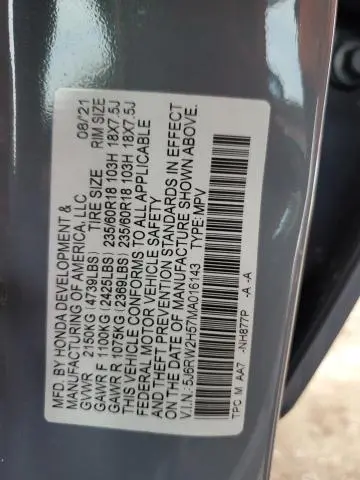 MFD. BY HONDA DEVELOPMENT & 08/21
MANUFACTURING OF AMERICA, LLC.
GVWR 2150KG (4739LBS) TIRE SIZE RIM SIZE
GAWR F 1100KG (2425LBS) 235/60R18 103H 18X7.5J
GAWR R 1075KG (2369LBS) 235/60R18 103H 18X7.5J
THIS VEHICLE CONFORMS TO ALL APPLICABLE
FEDERAL MOTOR VEHICLE SAFETY
AND THEFT PREVENTION STANDARDS IN EFFECT
ON THE DATE OF MANUFACTURE SHOWN ABOVE.
V.I.N.: 5J6RW2H57MA016143 TYPE: MPV
TPC M AA7 -NH877P -A -A